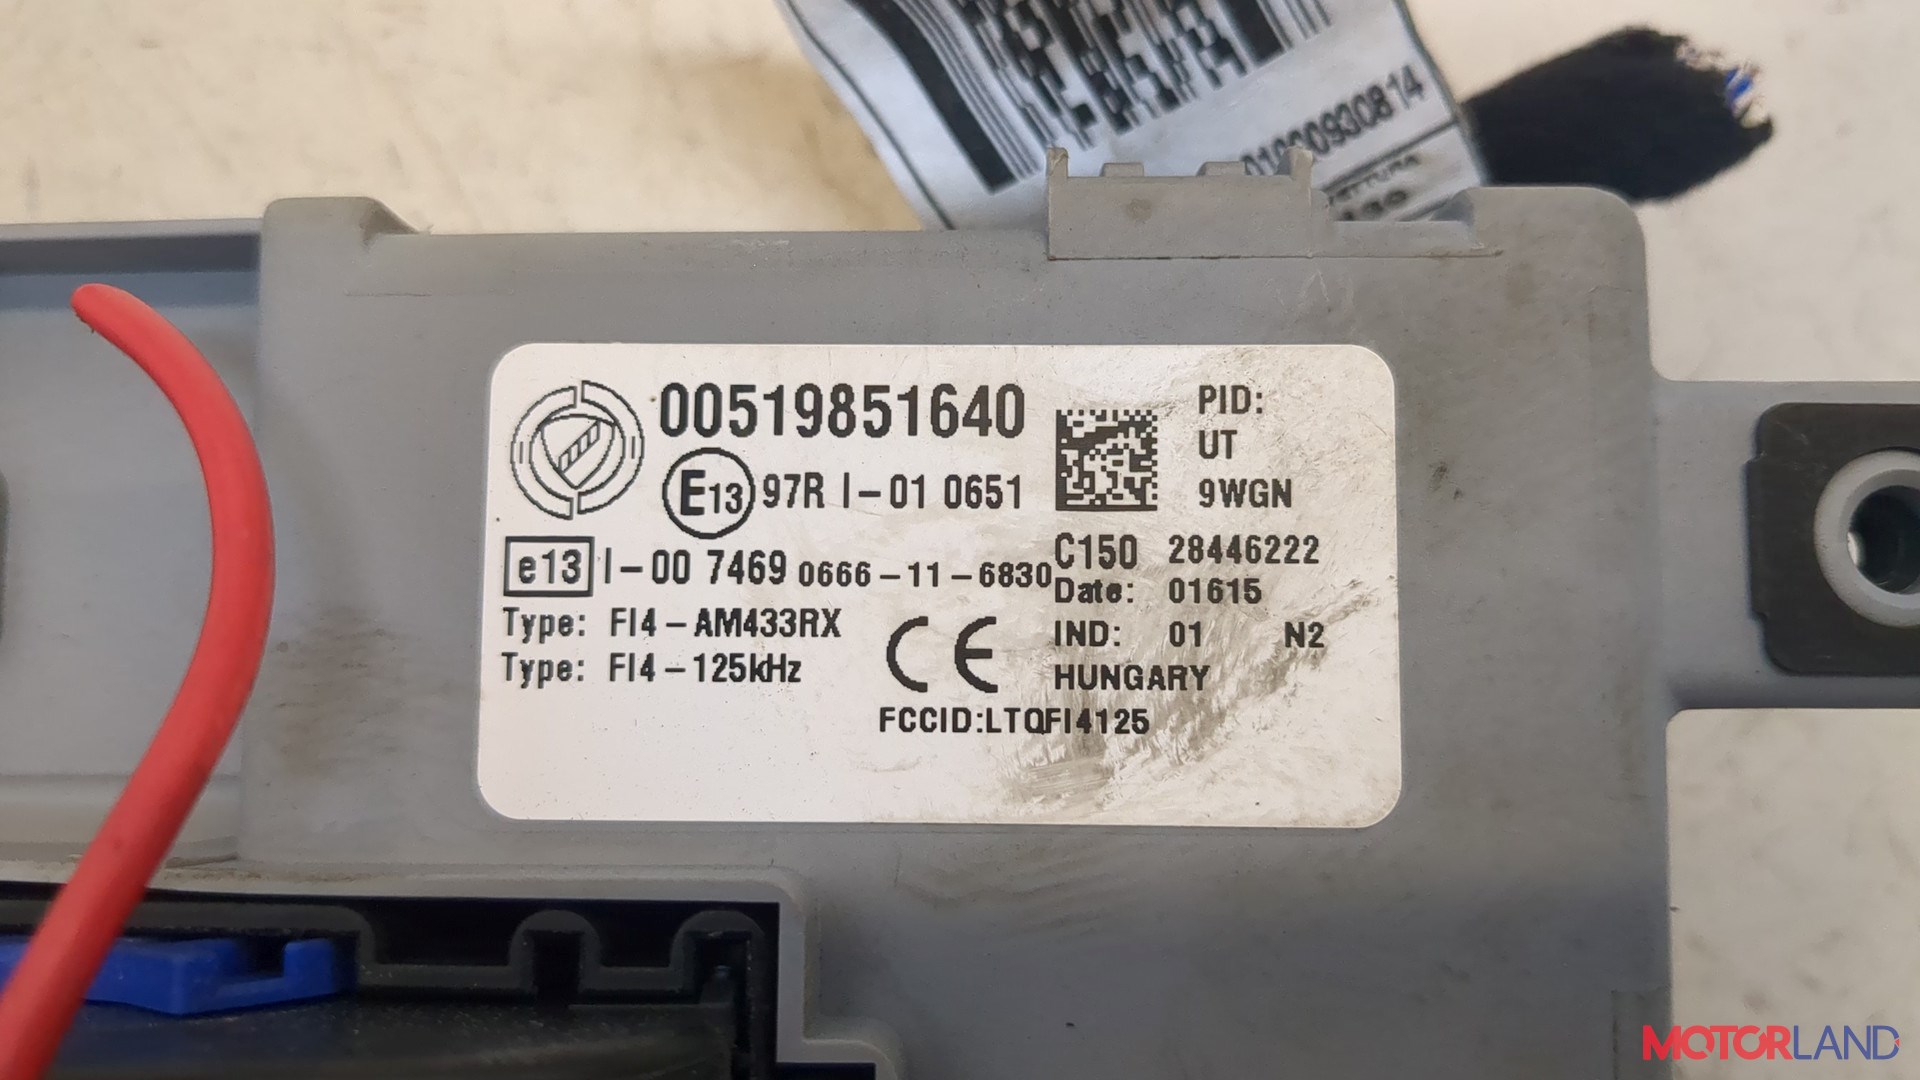 00930814
00519851640
E13 97R I-01 0651
e13 I-00 7469 0666-11-6830
Type: FI4-AM433RX
Type: FI4-125kHz
CE
FCCID:LTQFI4125
PID:
UT
9WGN
C150 28446222
Date: 01615
IND: 01 N2
HUNGARY
MOTORLAND